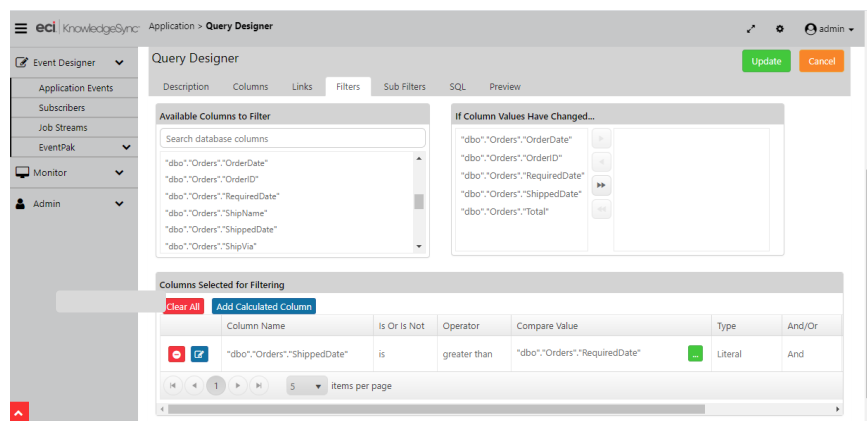 eci KnowledgeSync
Application > Query Designer
admin
Event Designer
Application Events
Subscribers
Job Streams
EventPak
Monitor
Admin
Query Designer
Update
Cancel
Description
Columns
Links
Filters
Sub Filters
SQL
Preview
Available Columns to Filter
Search database columns
"dbo"."Orders"."OrderDate"
"dbo"."Orders"."OrderID"
"dbo"."Orders"."RequiredDate"
"dbo"."Orders"."ShipName"
"dbo"."Orders"."ShippedDate"
"dbo"."Orders"."ShipVia"
If Column Values Have Changed...
"dbo"."Orders"."OrderDate"
"dbo"."Orders"."OrderID"
"dbo"."Orders"."RequiredDate"
"dbo"."Orders"."ShippedDate"
"dbo"."Orders"."Total"
Columns Selected for Filtering
Clear All
Add Calculated Column
Column Name Is Or Is Not Operator Compare Value Type And/Or
"dbo"."Orders"."ShippedDate" is greater than "dbo"."Orders"."RequiredDate" ... Literal And
1 5 items per page